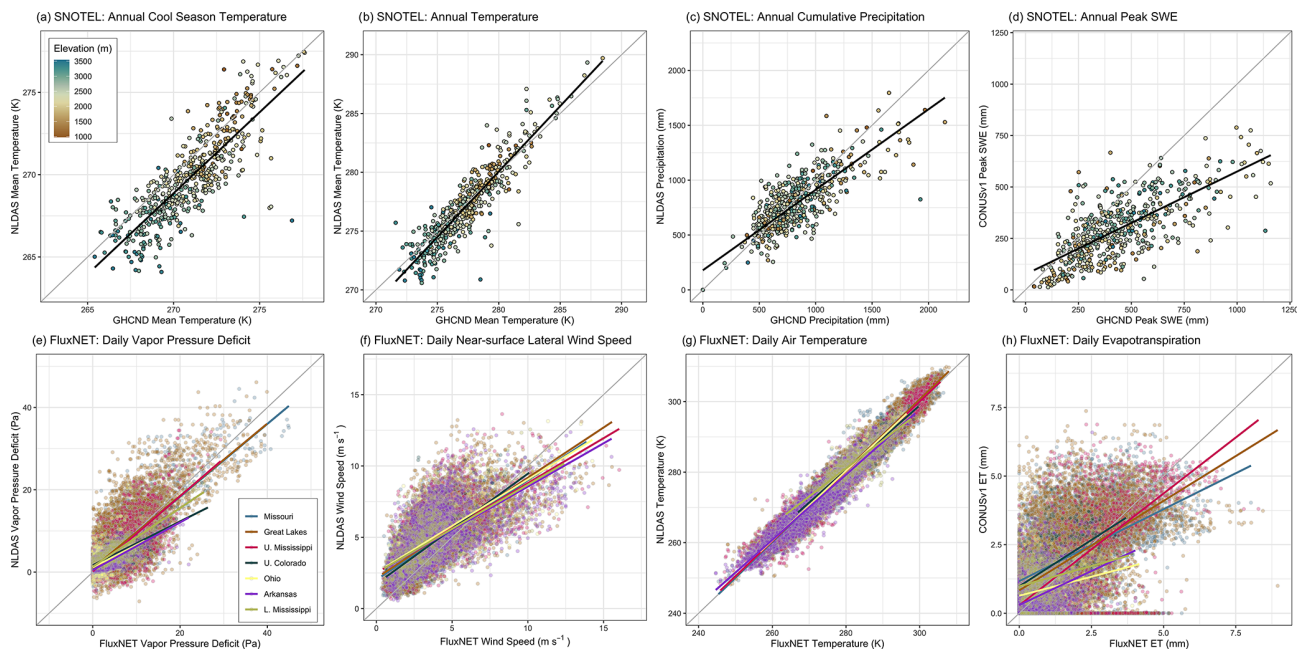 (a) SNOTEL: Annual Cool Season Temperature
Elevation (m)
3500
3000
2500
2000
1500
1000
275
270
265
NLDAS Mean Temperature (K)
265
270
275
GHCND Mean Temperature (K)
(b) SNOTEL: Annual Temperature
290
285
280
275
270
NLDAS Mean Temperature (K)
270
275
280
285
290
GHCND Mean Temperature (K)
(c) SNOTEL: Annual Cumulative Precipitation
2000
1500
1000
500
0
NLDAS Precipitation (mm)
0
500
1000
1500
2000
GHCND Precipitation (mm)
(d) SNOTEL: Annual Peak SWE
1250
1000
750
500
250
0
CONUSv1 Peak SWE (mm)
0
250
500
750
1000
1250
GHCND Peak SWE (mm)
(e) FluxNET: Daily Vapor Pressure Deficit
40
20
0
NLDAS Vapor Pressure Deficit (Pa)
Missouri
Great Lakes
U. Mississippi
U. Colorado
Ohio
Arkansas
L. Mississippi
0
20
40
FluxNET Vapor Pressure Deficit (Pa)
(f) FluxNET: Daily Near-surface Lateral Wind Speed
15
10
5
0
NLDAS Wind Speed (m s⁻¹)
0
5
10
15
FluxNET Wind Speed (m s⁻¹)
(g) FluxNET: Daily Air Temperature
300
280
260
240
NLDAS Temperature (K)
240
260
280
300
FluxNET Temperature (K)
(h) FluxNET: Daily Evapotranspiration
7.5
5.0
2.5
0.0
CONUSv1 ET (mm)
0.0
2.5
5.0
7.5
FluxNET ET (mm)